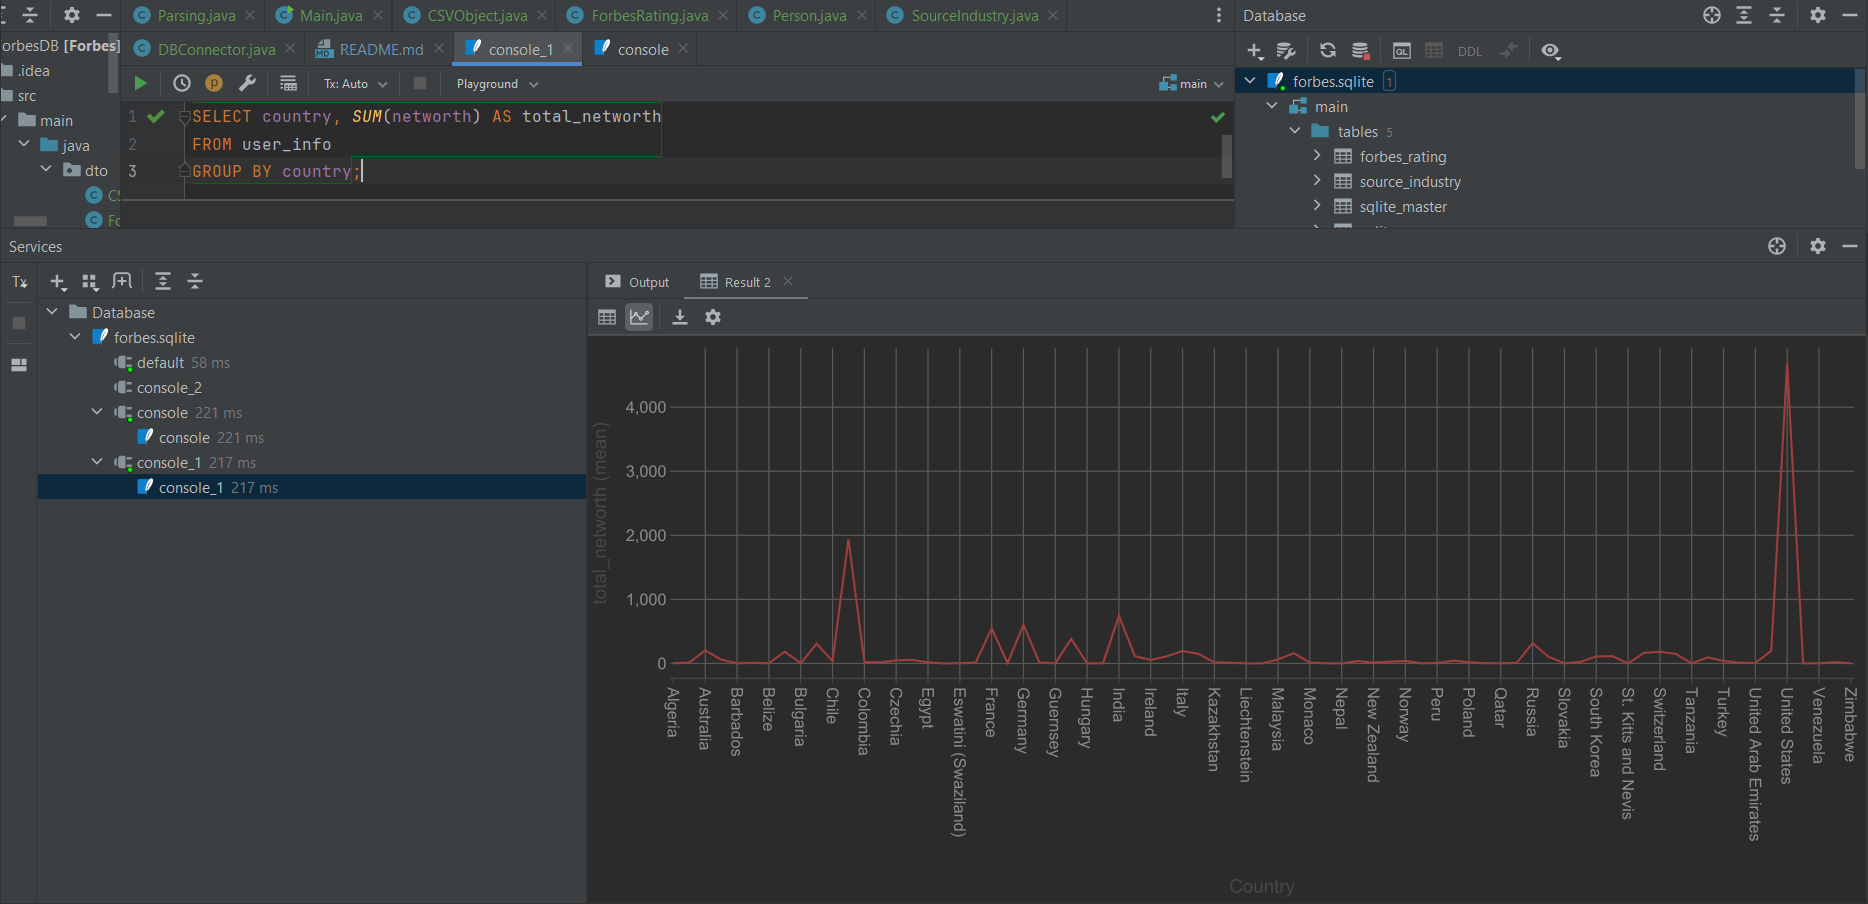 Parsing.java
Main.java
CSVObject.java
ForbesRating.java
Person.java
SourceIndustry.java
Database
orbesDB [Forbes]
DBConnector.java
README.md
console_1
console
DDL
.idea
src
main
java
dto
CS
Fo
Tx: Auto
Playground
main
1 SELECT country, SUM(networth) AS total_networth
2 FROM user_info
3 GROUP BY country;
forbes.sqlite 1
main
tables 5
forbes_rating
source_industry
sqlite_master
Services
Tx
Database
forbes.sqlite
default 58 ms
console_2
console 221 ms
console 221 ms
console_1 217 ms
console_1 217 ms
Output
Result 2
total_networth (mean)
4,000
3,000
2,000
1,000
0
Algeria
Australia
Barbados
Belize
Bulgaria
Chile
Colombia
Czechia
Egypt
Eswatini (Swaziland)
France
Germany
Guernsey
Hungary
India
Ireland
Italy
Kazakhstan
Liechtenstein
Malaysia
Monaco
Nepal
New Zealand
Norway
Peru
Poland
Qatar
Russia
Slovakia
South Korea
St. Kitts and Nevis
Switzerland
Tanzania
Turkey
United Arab Emirates
United States
Venezuela
Zimbabwe
Country